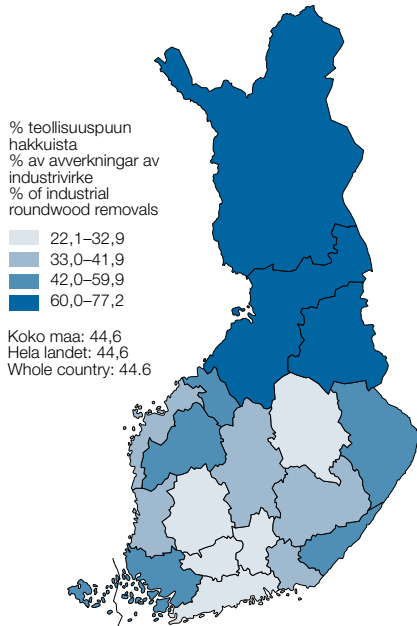 % teollisuuspuun
hakkuista
% av avverkningar av
industrivirke
% of industrial
roundwood removals
22,1–32,9
33,0–41,9
42,0–59,9
60,0–77,2
Koko maa: 44,6
Hela landet: 44,6
Whole country: 44.6